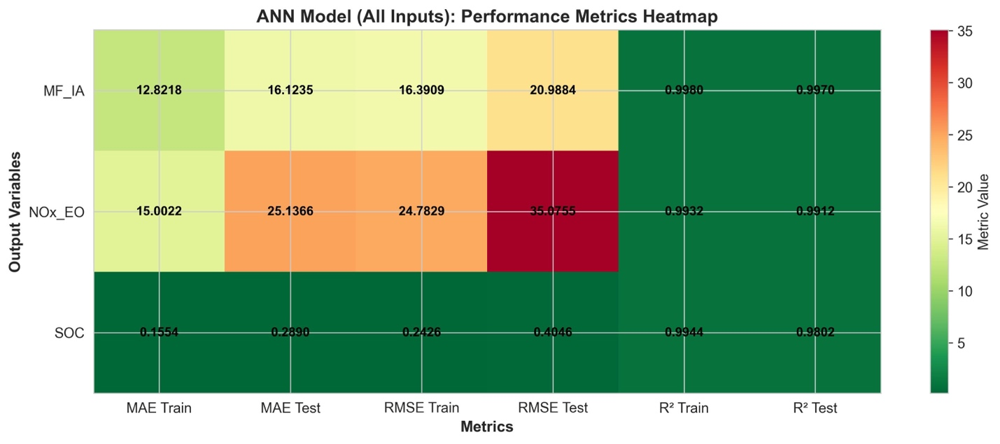 ANN Model (All Inputs): Performance Metrics Heatmap
MF_IA
12.8218 16.1235 16.3909 20.9884 0.9980 0.9970
NOx_EO
15.0022 25.1366 24.7829 35.0755 0.9932 0.9912
SOC
0.1554 0.2890 0.2426 0.4046 0.9944 0.9802
Output Variables
MAE Train MAE Test RMSE Train RMSE Test R² Train R² Test
Metrics
35
30
25
20
15
10
5
Metric Value